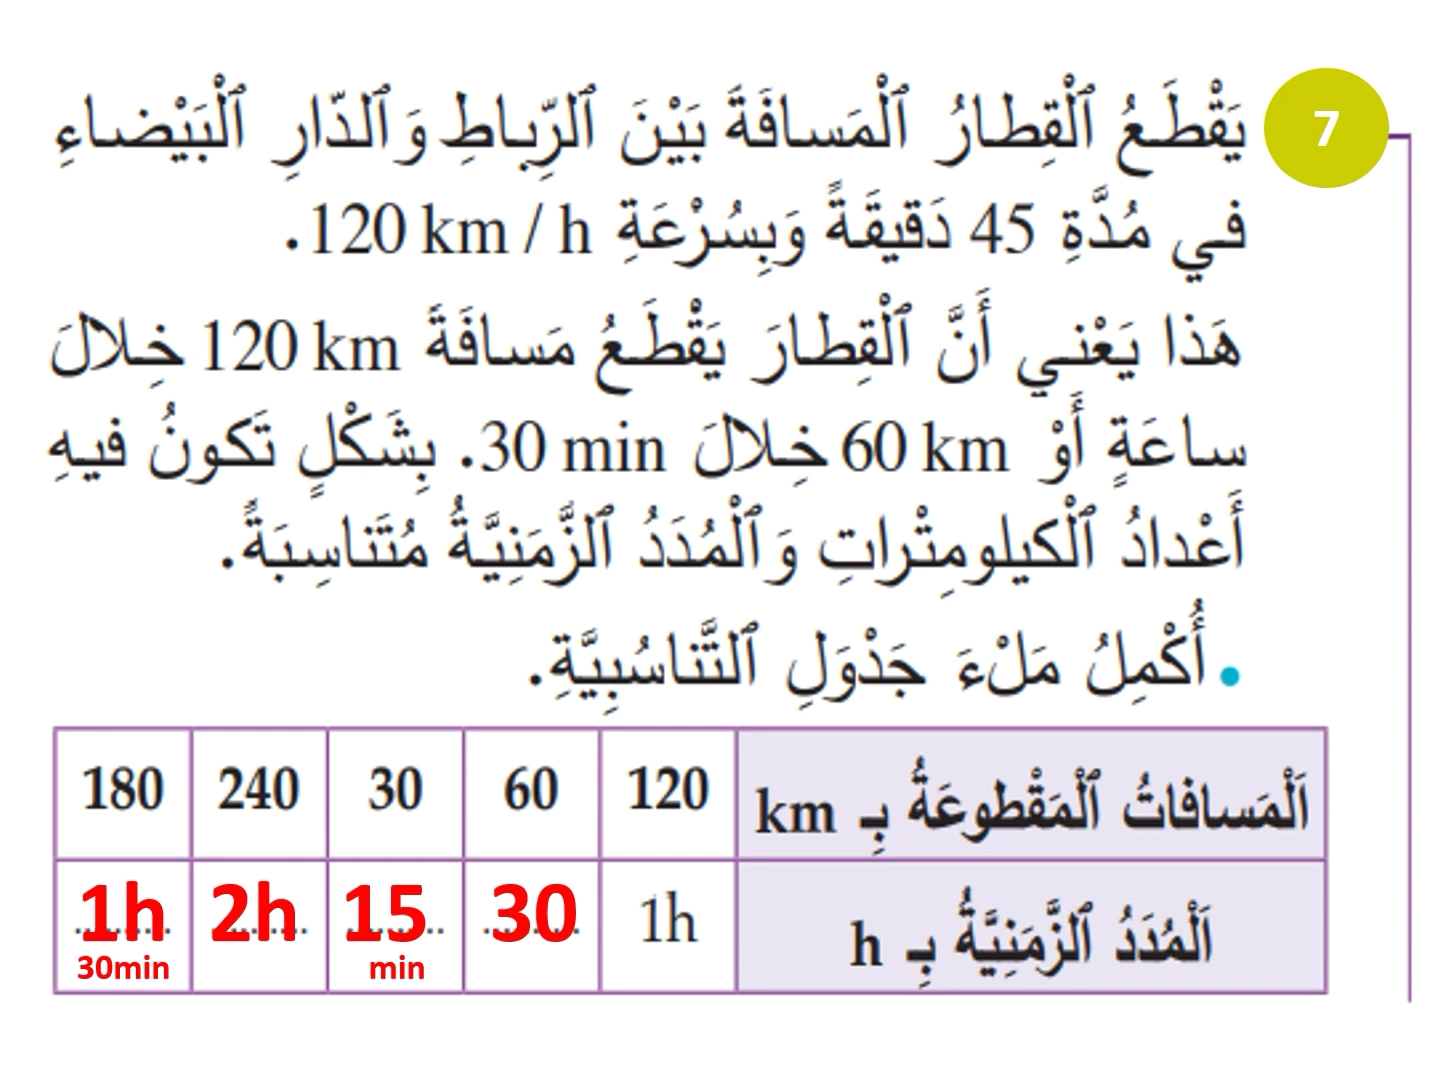 7
يَقْطَعُ ٱلْقِطارُ ٱلْمَسافَةَ بَيْنَ ٱلرِّباطِ وَٱلدّارِ ٱلْبَيْضاءِ
في مُدَّةِ 45 دَقيقَةً وَبِسُرْعَةِ 120 km / h.
هَذا يَعْني أَنَّ ٱلْقِطارَ يَقْطَعُ مَسافَةَ 120 km خِلالَ
ساعَةٍ أَوْ 60 km خِلالَ 30 min. بِشَكْلٍ تَكونُ فيهِ
أَعْدادُ ٱلْكيلومِتْراتِ وَٱلْمُدَدُ ٱلزَّمَنِيَّةُ مُتَناسِبَةً.
• أُكْمِلُ مَلْءَ جَدْوَلِ ٱلتَّناسُبِيَّةِ.
اَلْمَسافاتُ ٱلْمَقْطوعَةُ بِـ km 120 60 30 240 180
اَلْمُدَدُ ٱلزَّمَنِيَّةُ بِـ h 1h 30 15 2h 1h
min 30min